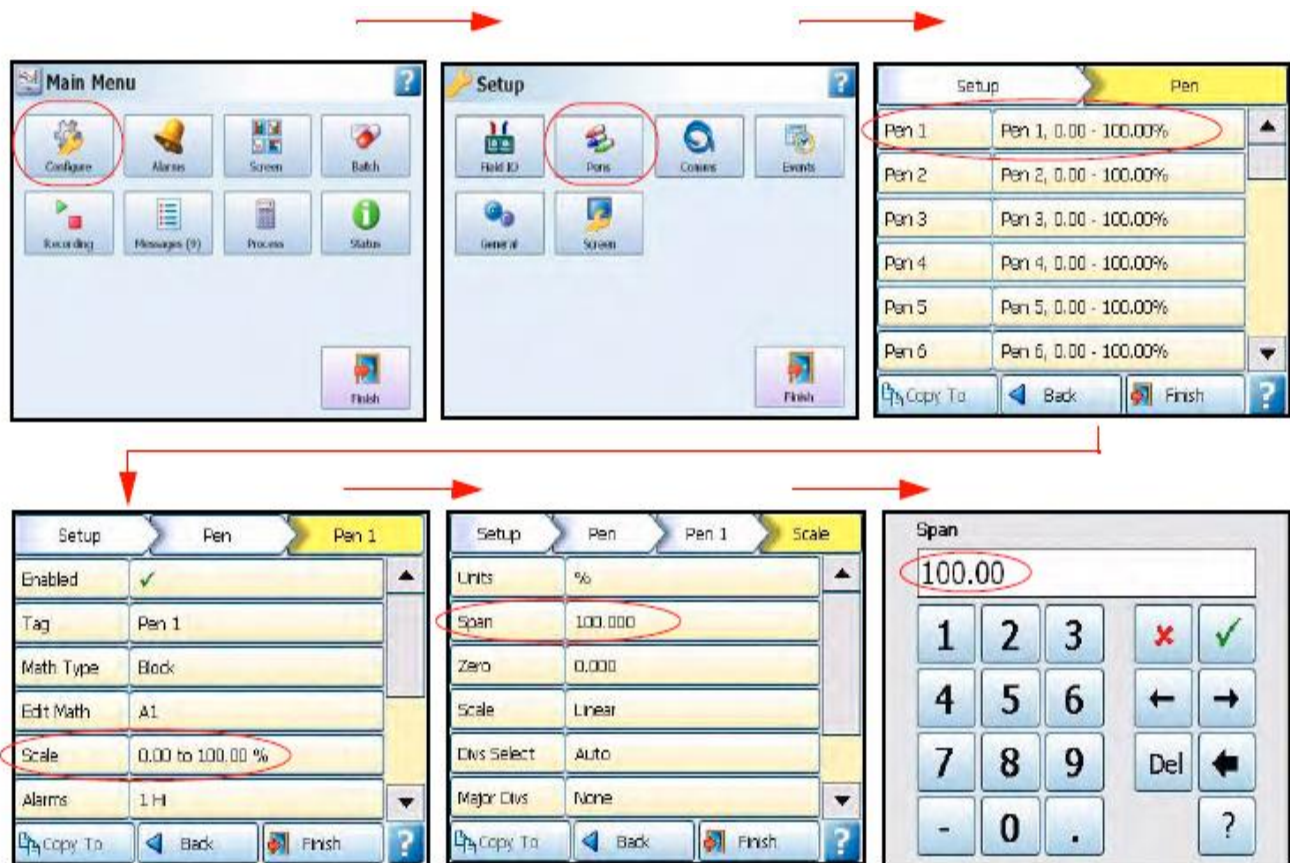 Main Menu ?
Configure Alarms Screen Batch
Recording Messages (9) Process Status
Finish
Setup ?
Field IO Pens Comms Events
General Screen
Finish
Setup Pen
Pen 1 Pen 1, 0.00 - 100.00%
Pen 2 Pen 2, 0.00 - 100.00%
Pen 3 Pen 3, 0.00 - 100.00%
Pen 4 Pen 4, 0.00 - 100.00%
Pen 5 Pen 5, 0.00 - 100.00%
Pen 6 Pen 6, 0.00 - 100.00%
Copy To Back Finish ?
Setup Pen Pen 1
Enabled ✓
Tag Pen 1
Math Type Block
Edit Math A1
Scale 0.00 to 100.00 %
Alarms 1 HI
Copy To Back Finish ?
Setup Pen Pen 1 Scale
Units %
Span 100.000
Zero 0.000
Scale Linear
Divs Select Auto
Major Divs None
Copy To Back Finish ?
Span
100.00
1 2 3 ✗ ✓
4 5 6 ← →
7 8 9 Del ⬅
- 0 . ?